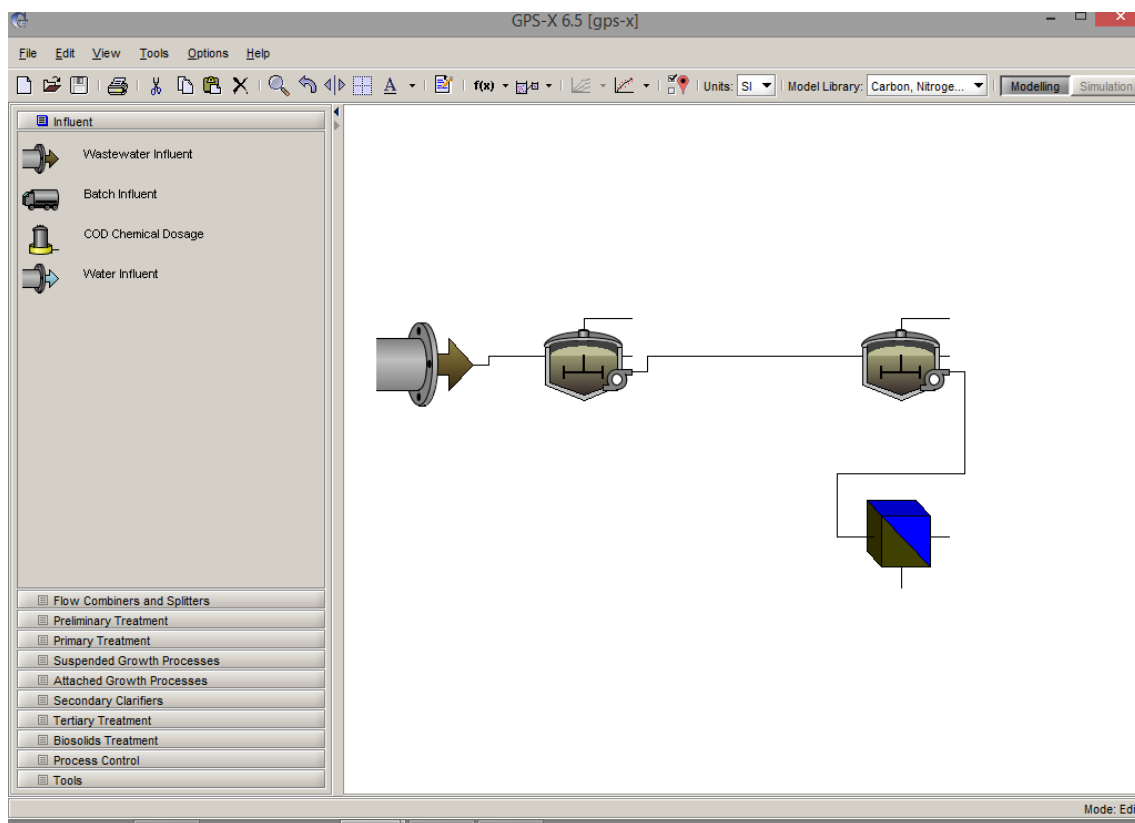 GPS-X 6.5 [gps-x]
File Edit View Tools Options Help
A f(x) Units: SI Model Library: Carbon, Nitroge... Modelling Simulation
Influent
Wastewater Influent
Batch Influent
COD Chemical Dosage
Water Influent
Flow Combiners and Splitters
Preliminary Treatment
Primary Treatment
Suspended Growth Processes
Attached Growth Processes
Secondary Clarifiers
Tertiary Treatment
Biosolids Treatment
Process Control
Tools
Mode: Edi